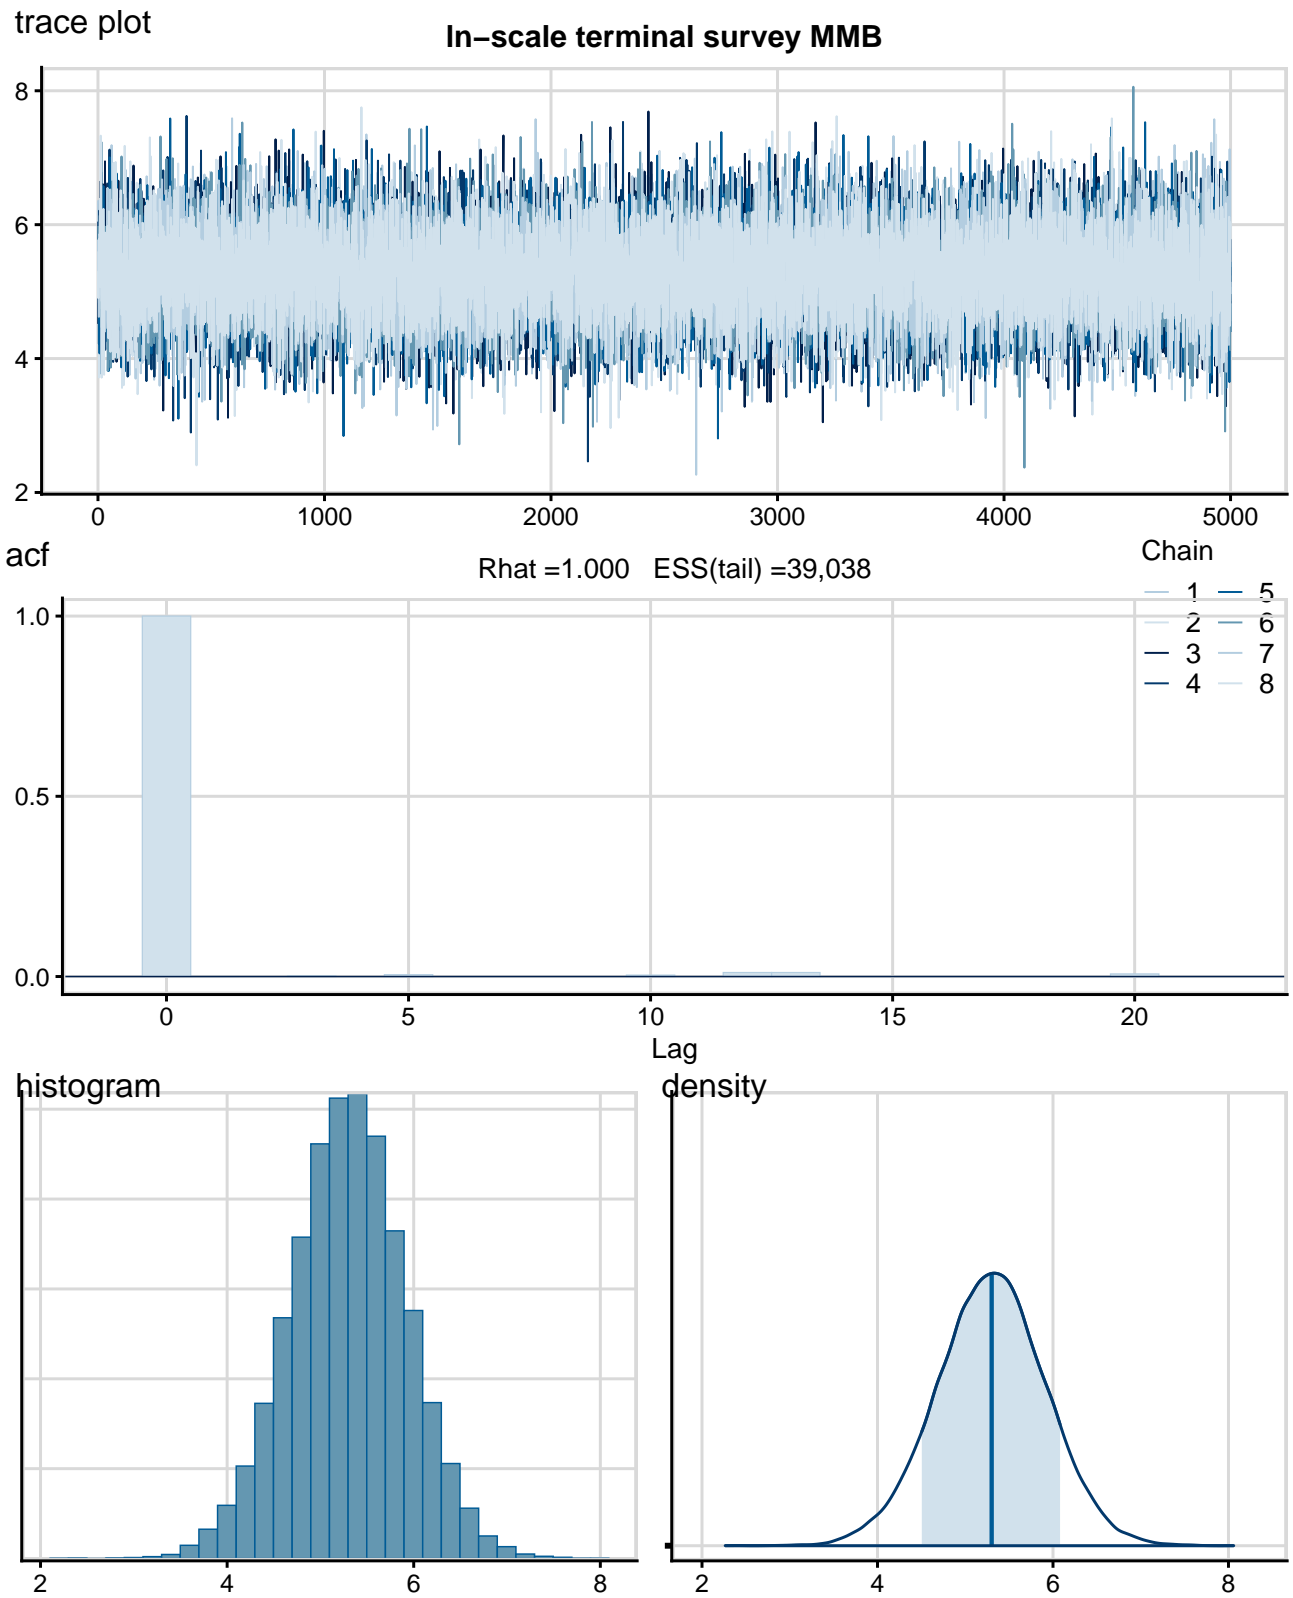 trace plot
In−scale terminal survey MMB
8
6
4
2
0 1000 2000 3000 4000 5000
acf
Rhat =1.000 ESS(tail) =39,038
Chain
1 5
2 6
3 7
4 8
1.0
0.5
0.0
0 5 10 15 20
Lag
histogram
density
2 4 6 8
2 4 6 8